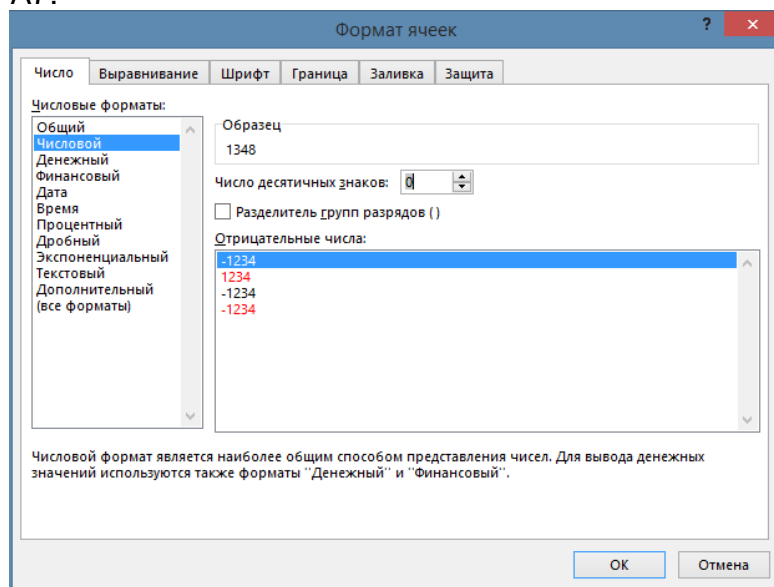 Формат ячеек
? ×
Число Выравнивание Шрифт Граница Заливка Защита
Числовые форматы:
Общий
Числовой
Денежный
Финансовый
Дата
Время
Процентный
Дробный
Экспоненциальный
Текстовый
Дополнительный
(все форматы)
Образец
1348
Число десятичных знаков: 0
Разделитель групп разрядов ( )
Отрицательные числа:
-1234
1234
-1234
-1234
Числовой формат является наиболее общим способом представления чисел. Для вывода денежных
значений используются также форматы "Денежный" и "Финансовый".
ОК Отмена